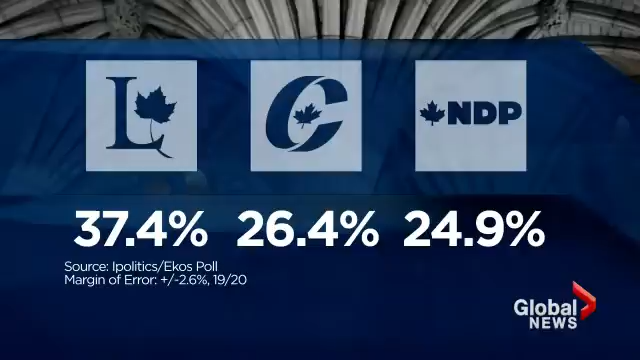 L C NDP
37.4% 26.4% 24.9%
Source: Ipolitics/Ekos Poll
Margin of Error: +/-2.6%, 19/20
Global
NEWS